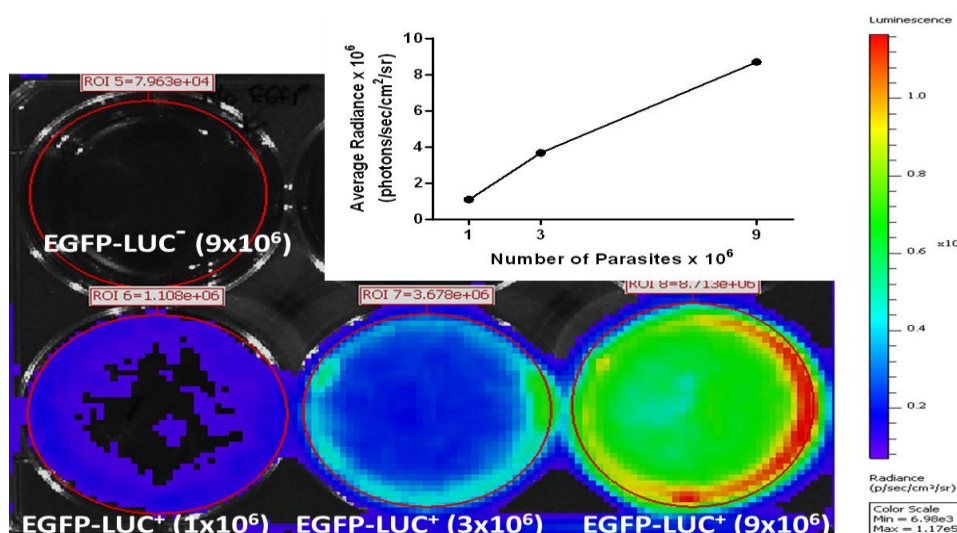 Luminescence
10
8
6
4
2
0
Average Radiance x 10⁶
(photons/sec/cm²/sr)
1
3
9
Number of Parasites x 10⁶
ROI 5=7.963e+04
EGFP-LUC⁻ (9x10⁶)
ROI 6=1.108e+06
ROI 7=3.678e+06
ROI 8=8.713e+06
EGFP-LUC⁺ (1x10⁶)
EGFP-LUC⁺ (3x10⁶)
EGFP-LUC⁺ (9x10⁶)
1.0
0.8
0.6
x10
0.4
0.2
Radiance
(p/sec/cm²/sr)
Color Scale
Min = 6.98e3
Max = 1.17e5